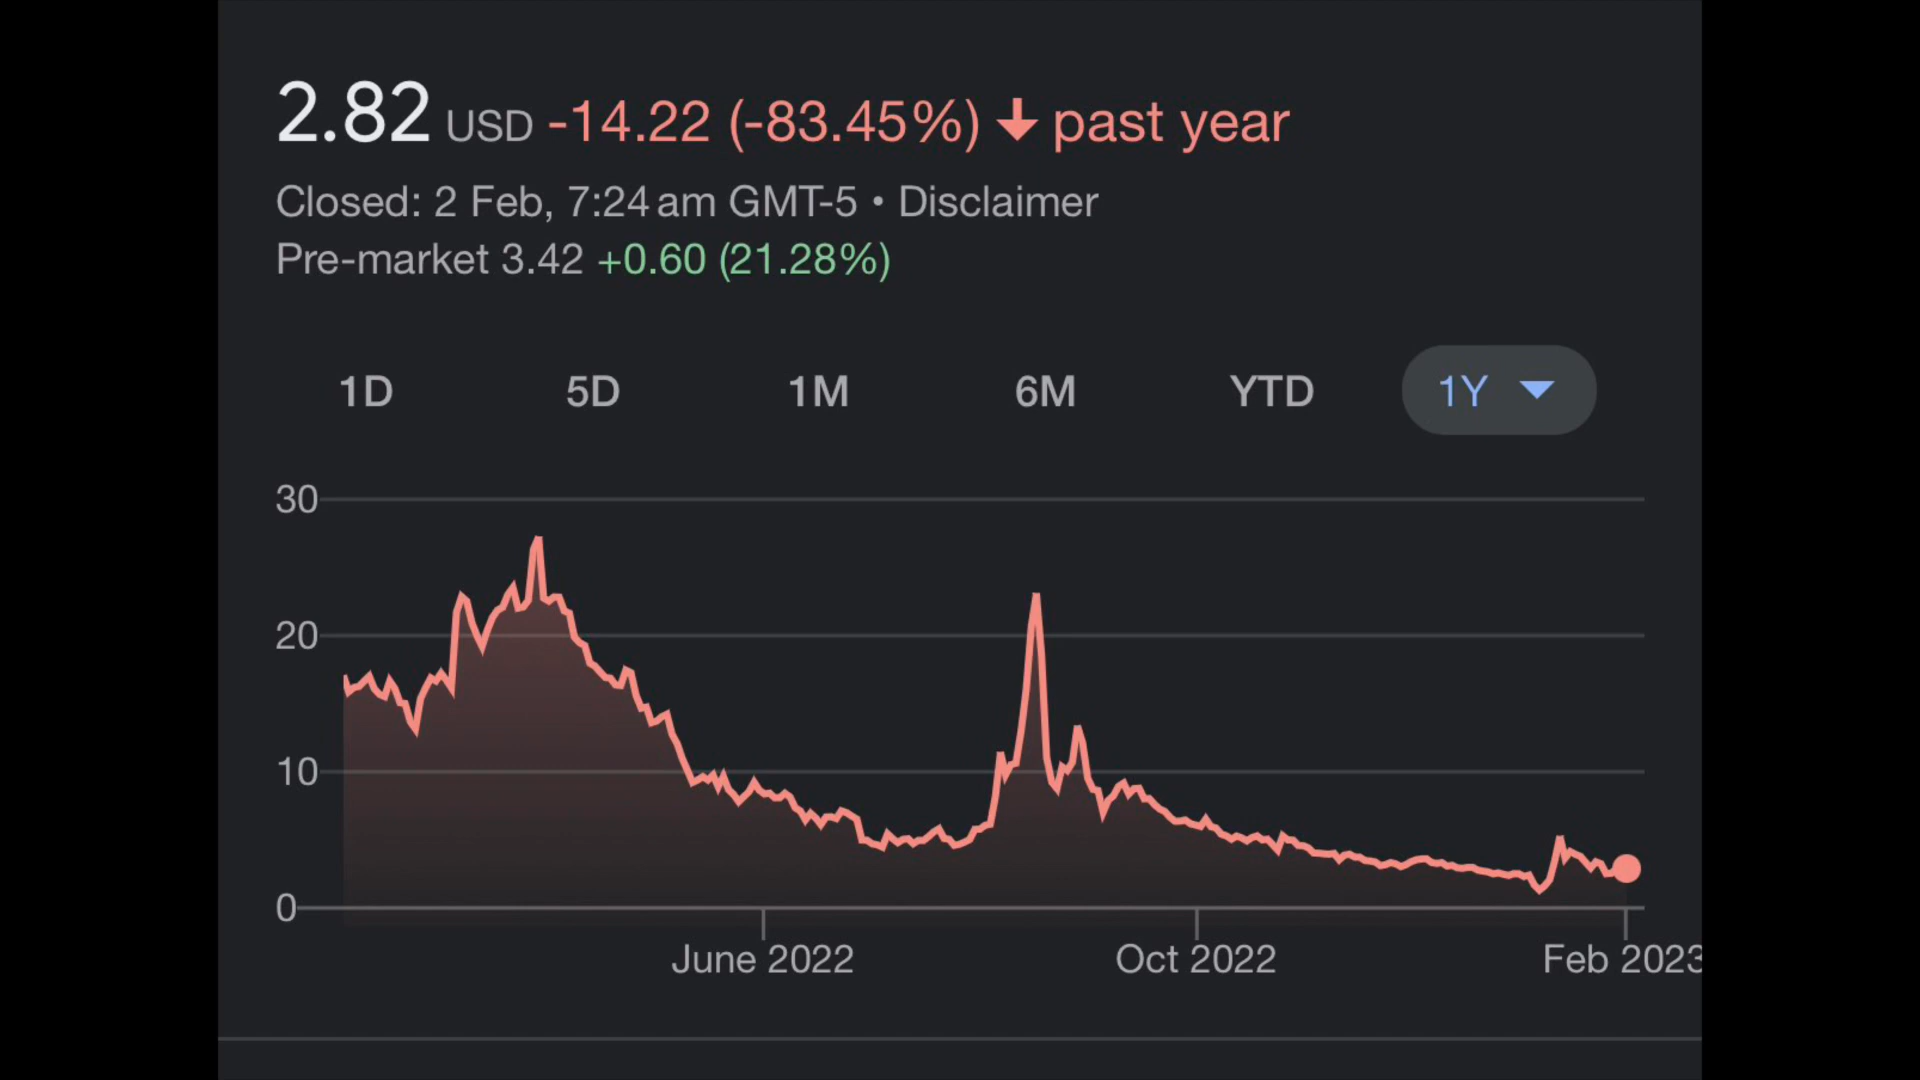 2.82 USD -14.22 (-83.45%) ↓ past year
Closed: 2 Feb, 7:24 am GMT-5 • Disclaimer
Pre-market 3.42 +0.60 (21.28%)
1D 5D 1M 6M YTD 1Y
30
20
10
0
June 2022 Oct 2022 Feb 2023